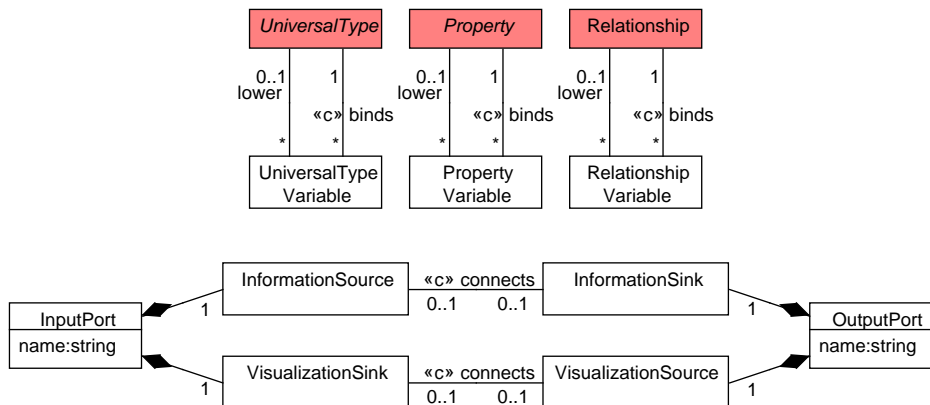 UniversalType Property Relationship
0..1 1 0..1 1 0..1 1
lower lower lower
«c» binds «c» binds «c» binds
* * * * * *
UniversalType Property Relationship
Variable Variable Variable
InformationSource «c» connects InformationSink
0..1 0..1
1 1
InputPort OutputPort
name:string name:string
VisualizationSink «c» connects VisualizationSource
1 1
0..1 0..1